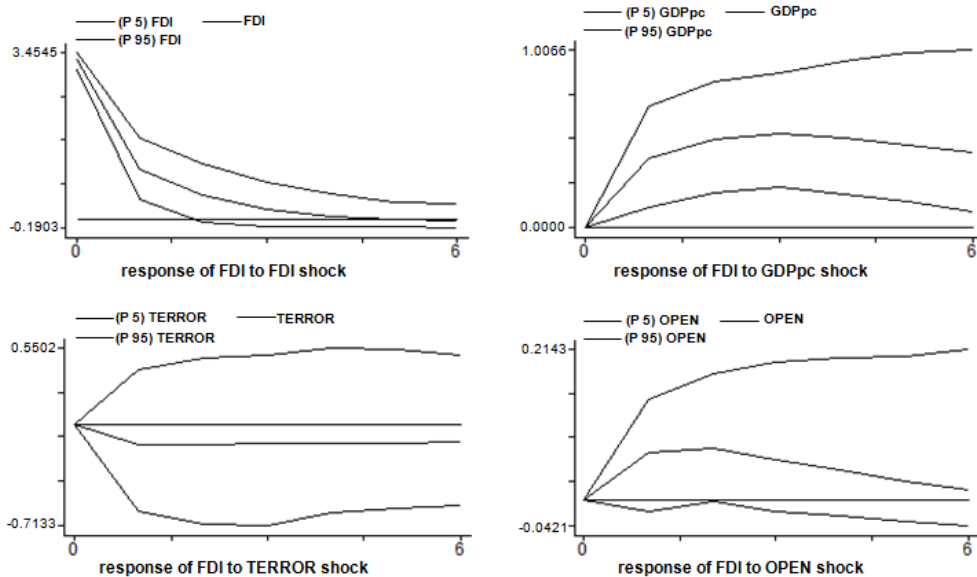 (P 5) FDI FDI
(P 95) FDI
3.4545
-0.1903
0 6
response of FDI to FDI shock
(P 5) GDPpc GDPpc
(P 95) GDPpc
1.0066
0.0000
0 6
response of FDI to GDPpc shock
(P 5) TERROR TERROR
(P 95) TERROR
0.5502
-0.7133
0 6
response of FDI to TERROR shock
(P 5) OPEN OPEN
(P 95) OPEN
0.2143
-0.0421
0 6
response of FDI to OPEN shock